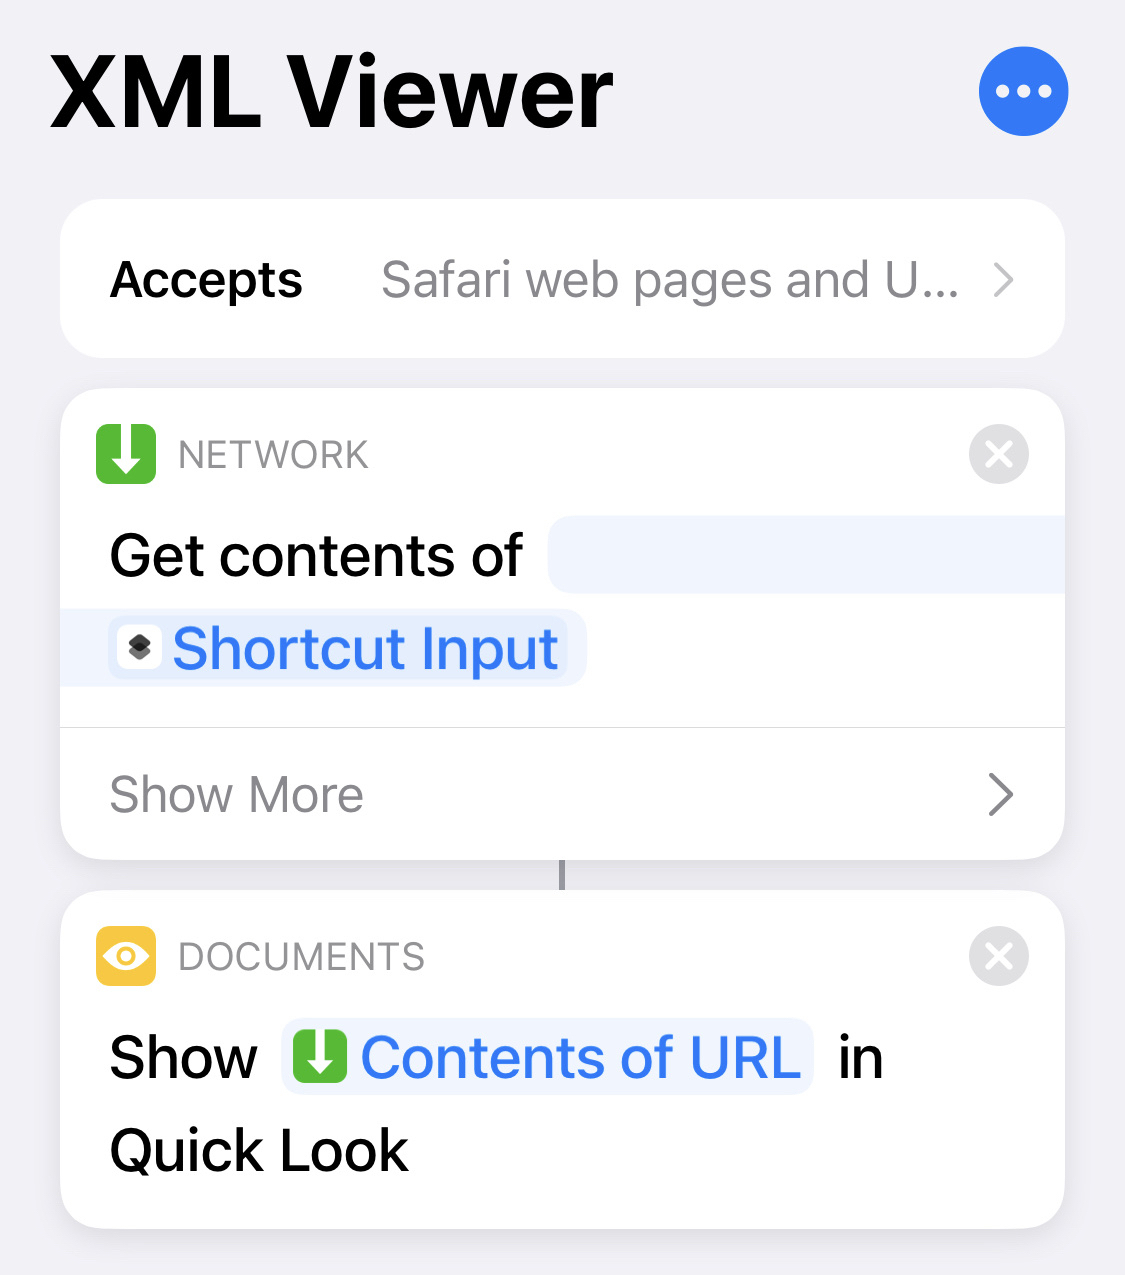 XML Viewer
Accepts Safari web pages and U...
NETWORK
Get contents of
Shortcut Input
Show More
DOCUMENTS
Show Contents of URL in
Quick Look